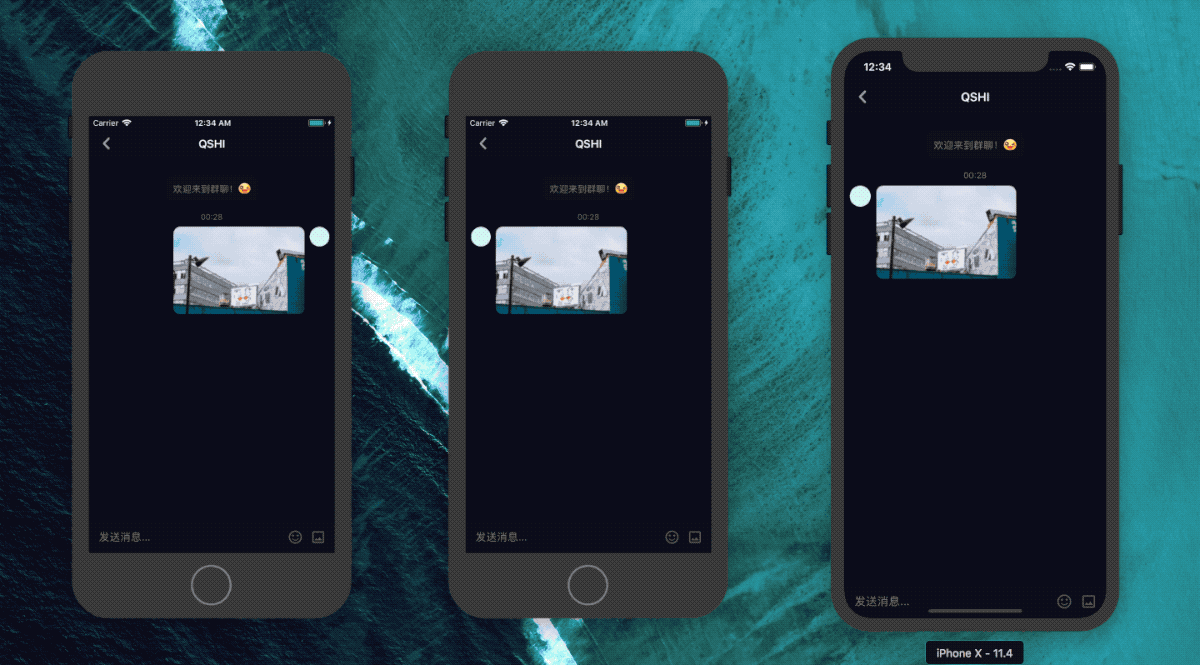 Carrier 12:34 AM
QSHI
欢迎来到群聊！
00:28
发送消息...
Carrier 12:34 AM
QSHI
欢迎来到群聊！
00:28
发送消息...
12:34
QSHI
欢迎来到群聊！
00:28
发送消息...
iPhone X - 11.4